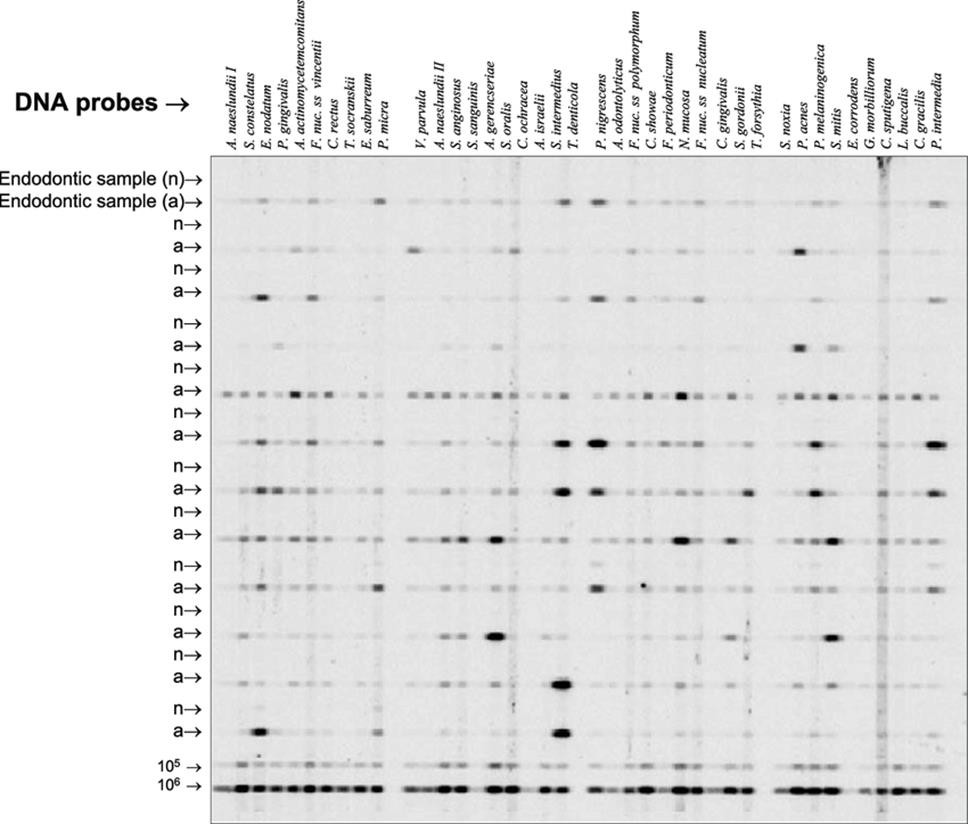 DNA probes →
A. naeslundii I
S. constelatus
E. nodatum
P. gingivalis
A. actinomycetemcomitans
F. nuc. ss vincentii
C. rectus
T. socranskii
E. saburreum
P. micra
V. parvula
A. naeslundii II
S. anginosus
S. sanguinis
A. gerencseriae
S. oralis
C. ochracea
A. israelii
S. intermedius
T. denticola
P. nigrescens
A. odontolyticus
F. nuc. ss polymorphum
C. showae
F. periodonticum
N. mucosa
F. nuc. ss nucleatum
C. gingivalis
S. gordonii
T. forsythia
S. noxia
P. acnes
P. melaninogenica
S. mitis
E. corrodens
G. morbilliorum
C. sputigena
L. buccalis
C. gracilis
P. intermedia
Endodontic sample (n)→
Endodontic sample (a)→
n→
a→
n→
a→
n→
a→
n→
a→
n→
a→
n→
a→
n→
a→
n→
a→
n→
a→
n→
a→
n→
a→
10⁵ →
10⁶ →